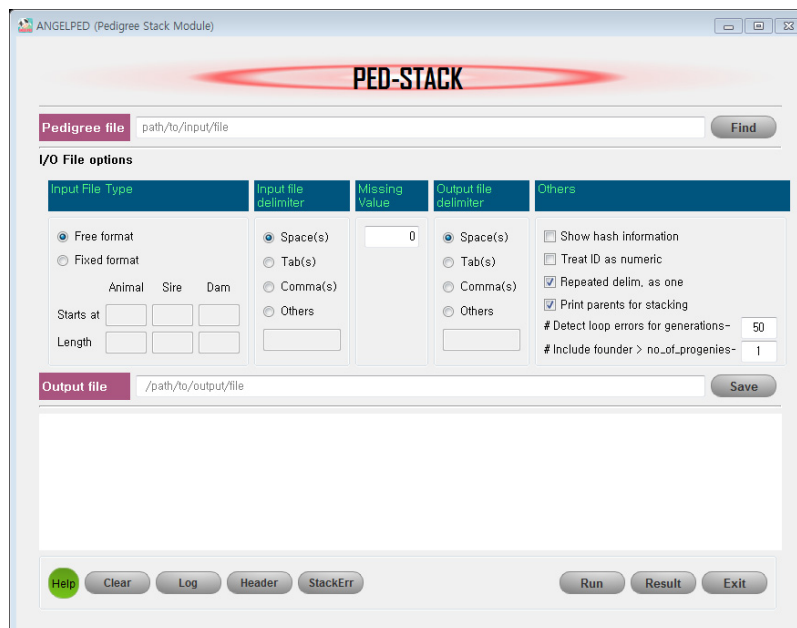 ANGELPED (Pedigree Stack Module)
PED-STACK
Pedigree file path/to/input/file Find
I/O File options
Input File Type
Input file delimiter
Missing Value
Output file delimiter
Others
Free format
Fixed format
Animal Sire Dam
Starts at
Length
Space(s)
Tab(s)
Comma(s)
Others
0
Space(s)
Tab(s)
Comma(s)
Others
Show hash information
Treat ID as numeric
Repeated delim, as one
Print parents for stacking
# Detect loop errors for generations- 50
# Include founder > no_of_progenies- 1
Output file /path/to/output/file Save
Help Clear Log Header StackErr Run Result Exit